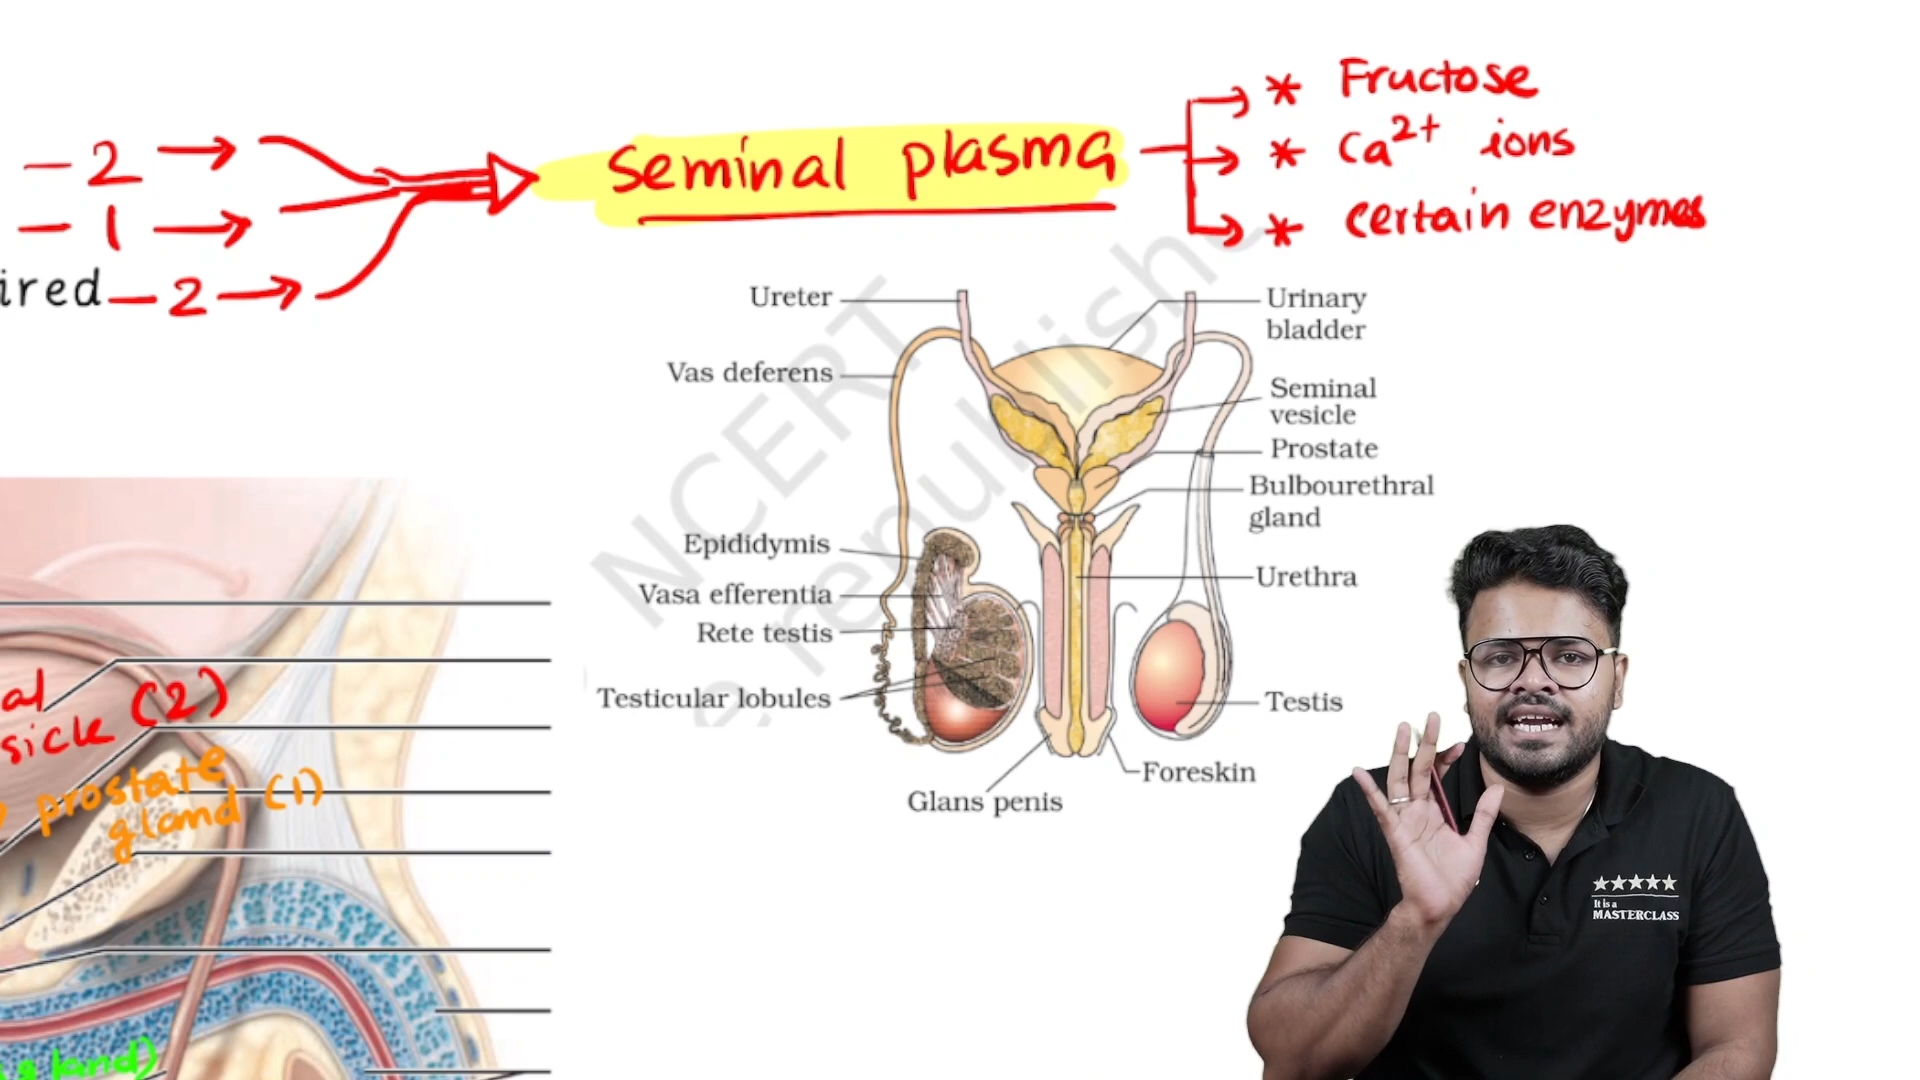 * Fructose
- 2 → seminal plasma * Ca²⁺ ions
- 1 → * certain enzymes
ired - 2 →
Ureter
Urinary
bladder
Vas deferens
Seminal
vesicle
Prostate
Bulbourethral
gland
Epididymis
Urethra
Vasa efferentia
Rete testis
Testicular lobules
Testis
Foreskin
Glans penis
NCERT
republish
al
sicle (2)
prostate
gland (1)
gland)
★★★★★
It is a
MASTERCLASS